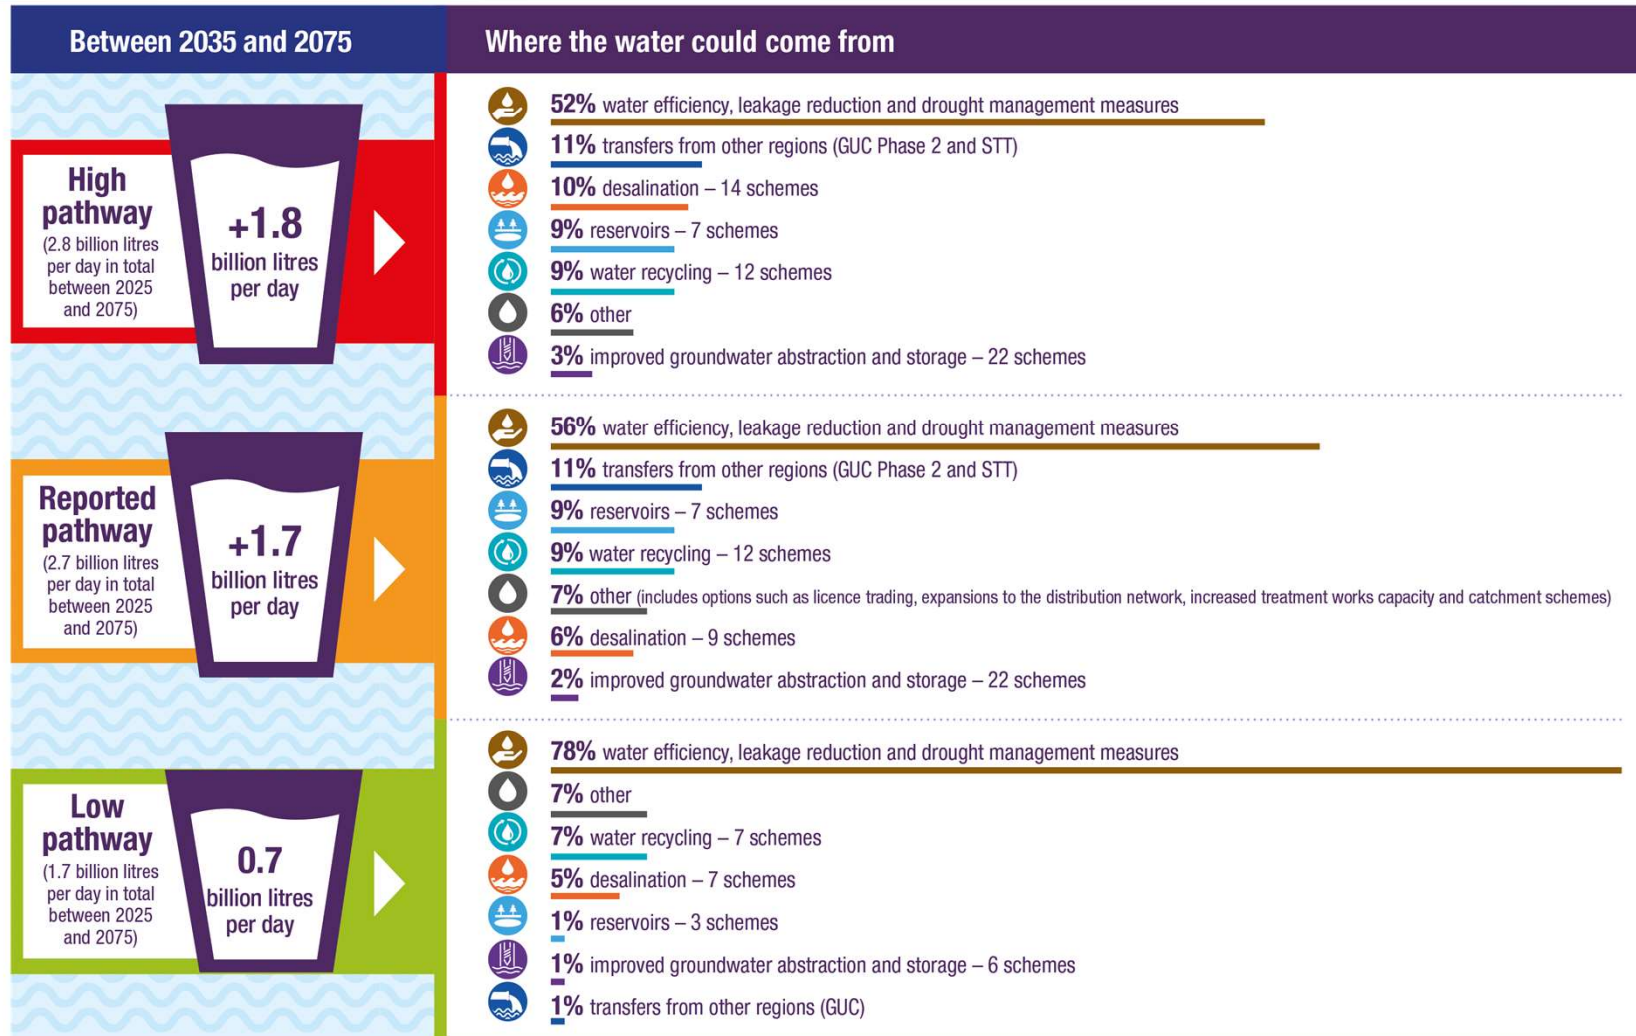 Between 2035 and 2075
Where the water could come from
High
pathway
(2.8 billion litres
per day in total
between 2025
and 2075)
+1.8
billion litres
per day
52% water efficiency, leakage reduction and drought management measures
11% transfers from other regions (GUC Phase 2 and STT)
10% desalination – 14 schemes
9% reservoirs – 7 schemes
9% water recycling – 12 schemes
6% other
3% improved groundwater abstraction and storage – 22 schemes
Reported
pathway
(2.7 billion litres
per day in total
between 2025
and 2075)
+1.7
billion litres
per day
56% water efficiency, leakage reduction and drought management measures
11% transfers from other regions (GUC Phase 2 and STT)
9% reservoirs – 7 schemes
9% water recycling – 12 schemes
7% other (includes options such as licence trading, expansions to the distribution network, increased treatment works capacity and catchment schemes)
6% desalination – 9 schemes
2% improved groundwater abstraction and storage – 22 schemes
Low
pathway
(1.7 billion litres
per day in total
between 2025
and 2075)
0.7
billion litres
per day
78% water efficiency, leakage reduction and drought management measures
7% other
7% water recycling – 7 schemes
5% desalination – 7 schemes
1% reservoirs – 3 schemes
1% improved groundwater abstraction and storage – 6 schemes
1% transfers from other regions (GUC)